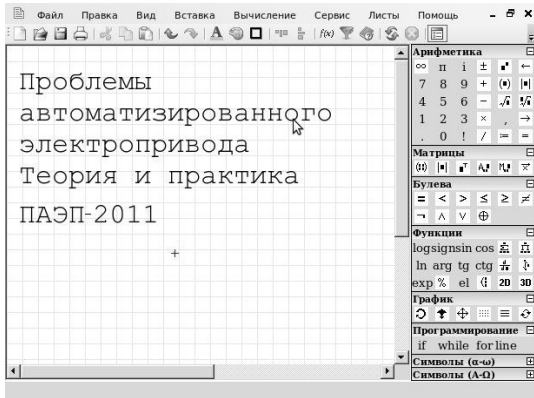 Файл Правка Вид Вставка Вычисление Сервис Листы Помощь
Проблемы
автоматизированного
электропривода
Теория и практика
ПАЭП-2011
Арифметика
∞ π i ±
7 8 9 +
4 5 6 −
1 2 3 × , →
. 0 ! / := =
Матрицы
Булева
= < > ≤ ≥ ≠
¬ ∧ ∨ ⊕
Функции
log sign sin cos
ln arg tg ctg
exp % el 2D 3D
График
Программирование
if while for line
Символы (α-ω)
Символы (Α-Ω)